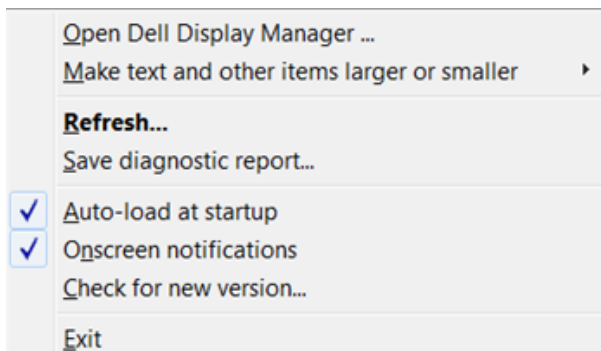 Open Dell Display Manager ...
Make text and other items larger or smaller
Refresh...
Save diagnostic report...
Auto-load at startup
Onscreen notifications
Check for new version...
Exit